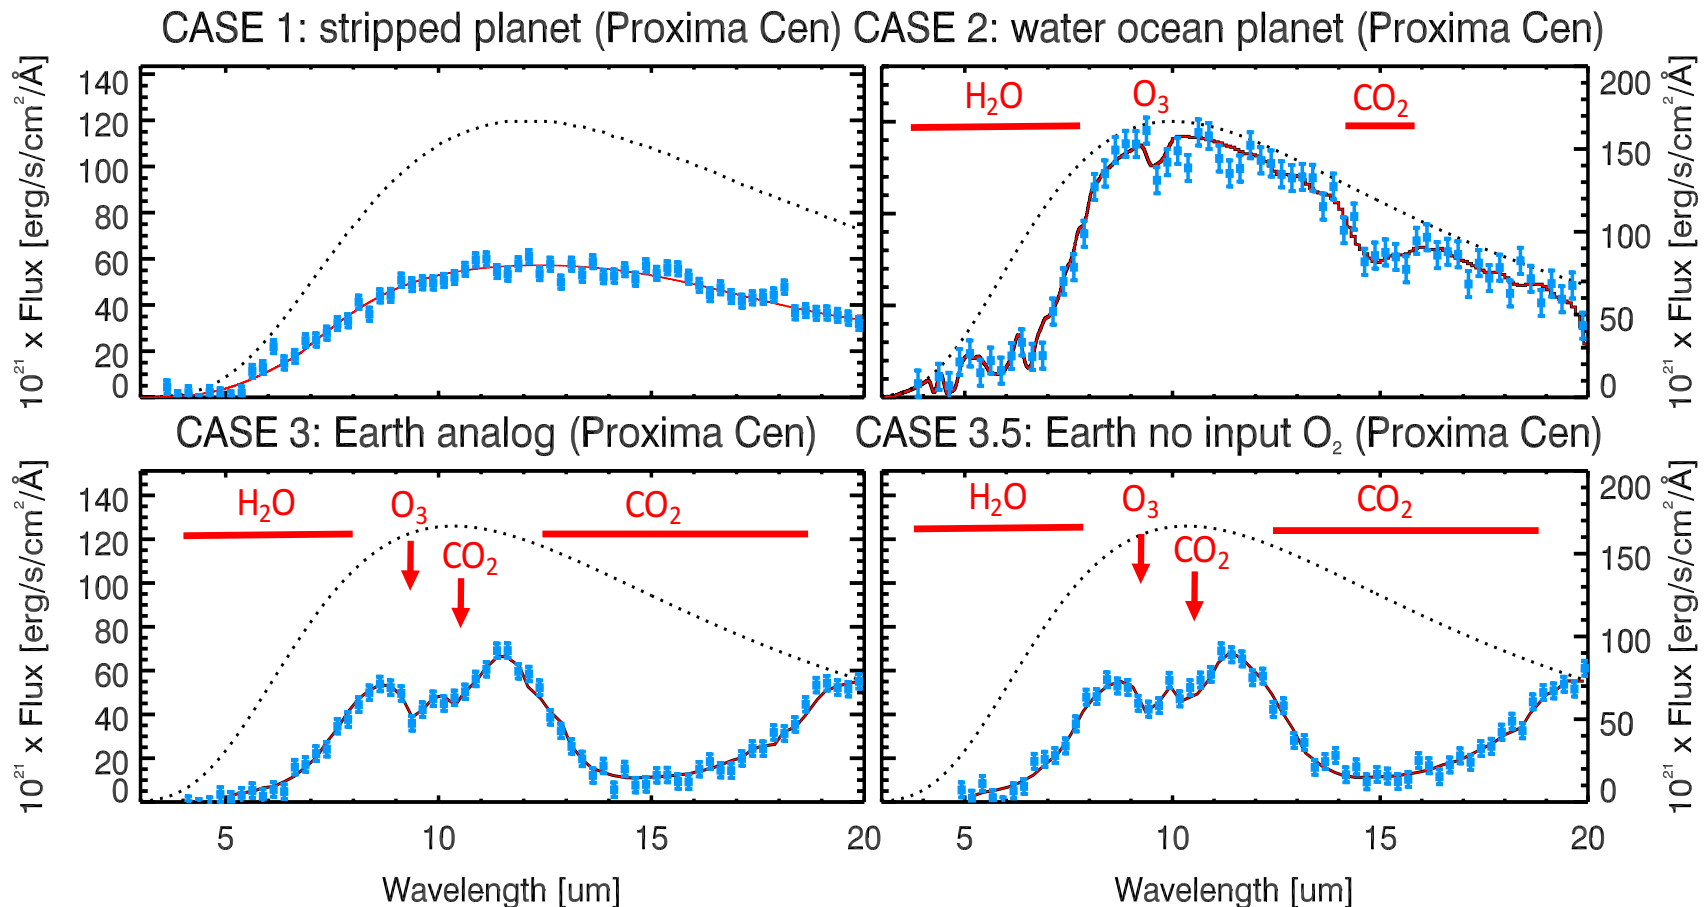 CASE 1: stripped planet (Proxima Cen)
CASE 2: water ocean planet (Proxima Cen)
10²¹ x Flux [erg/s/cm²/Å]
140
120
100
80
60
40
20
0
H₂O
O₃
CO₂
200
150
100
50
0
10²¹ x Flux [erg/s/cm²/Å]
CASE 3: Earth analog (Proxima Cen)
CASE 3.5: Earth no input O₂ (Proxima Cen)
10²¹ x Flux [erg/s/cm²/Å]
140
120
100
80
60
40
20
0
H₂O
O₃
CO₂
CO₂
5
10
15
20
Wavelength [um]
H₂O
O₃
CO₂
CO₂
200
150
100
50
0
10²¹ x Flux [erg/s/cm²/Å]
5
10
15
20
Wavelength [um]